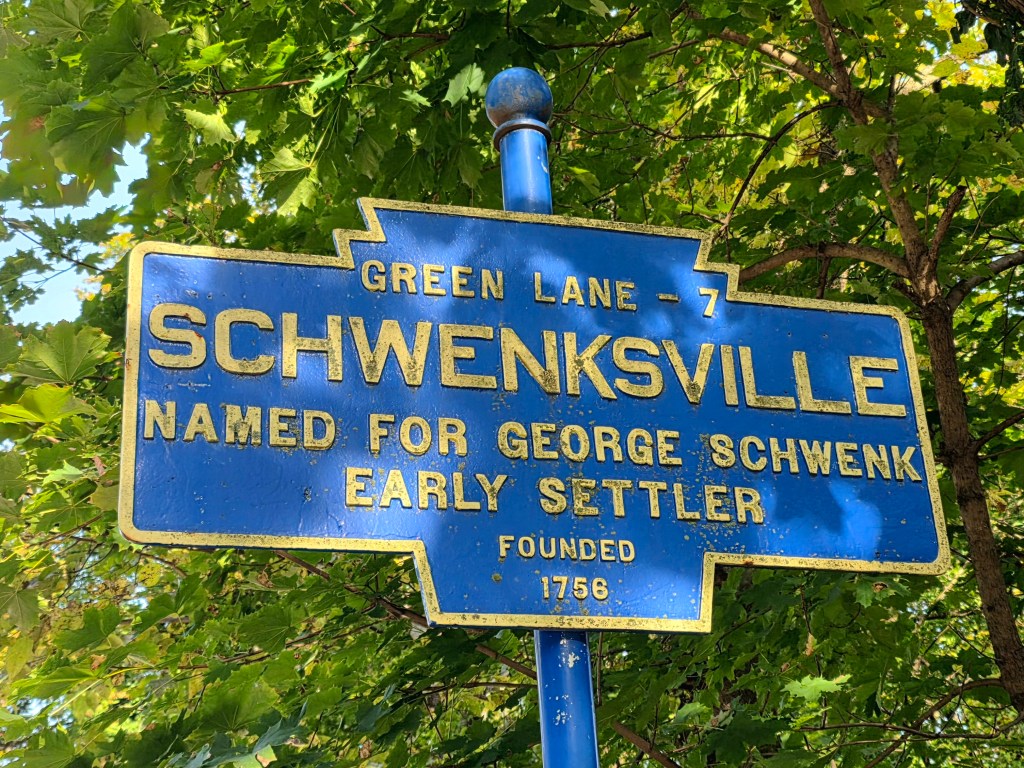 GREEN LANE - 7
SCHWENKSVILLE
NAMED FOR GEORGE SCHWENK
EARLY SETTLER
FOUNDED
1756